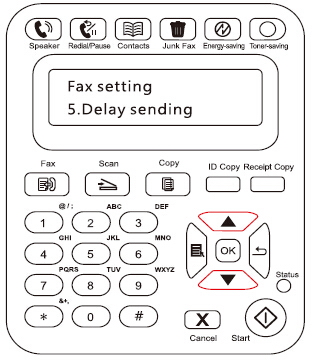 Speaker Redial/Pause Contacts Junk Fax Energy-saving Toner-saving
Fax setting
5.Delay sending
Fax Scan Copy ID Copy Receipt Copy
@/: ABC DEF
1 2 3
GHI JKL MNO
4 5 6 OK
PQRS TUV WXYZ
7 8 9 Status
&+,
* 0 # X
Cancel Start